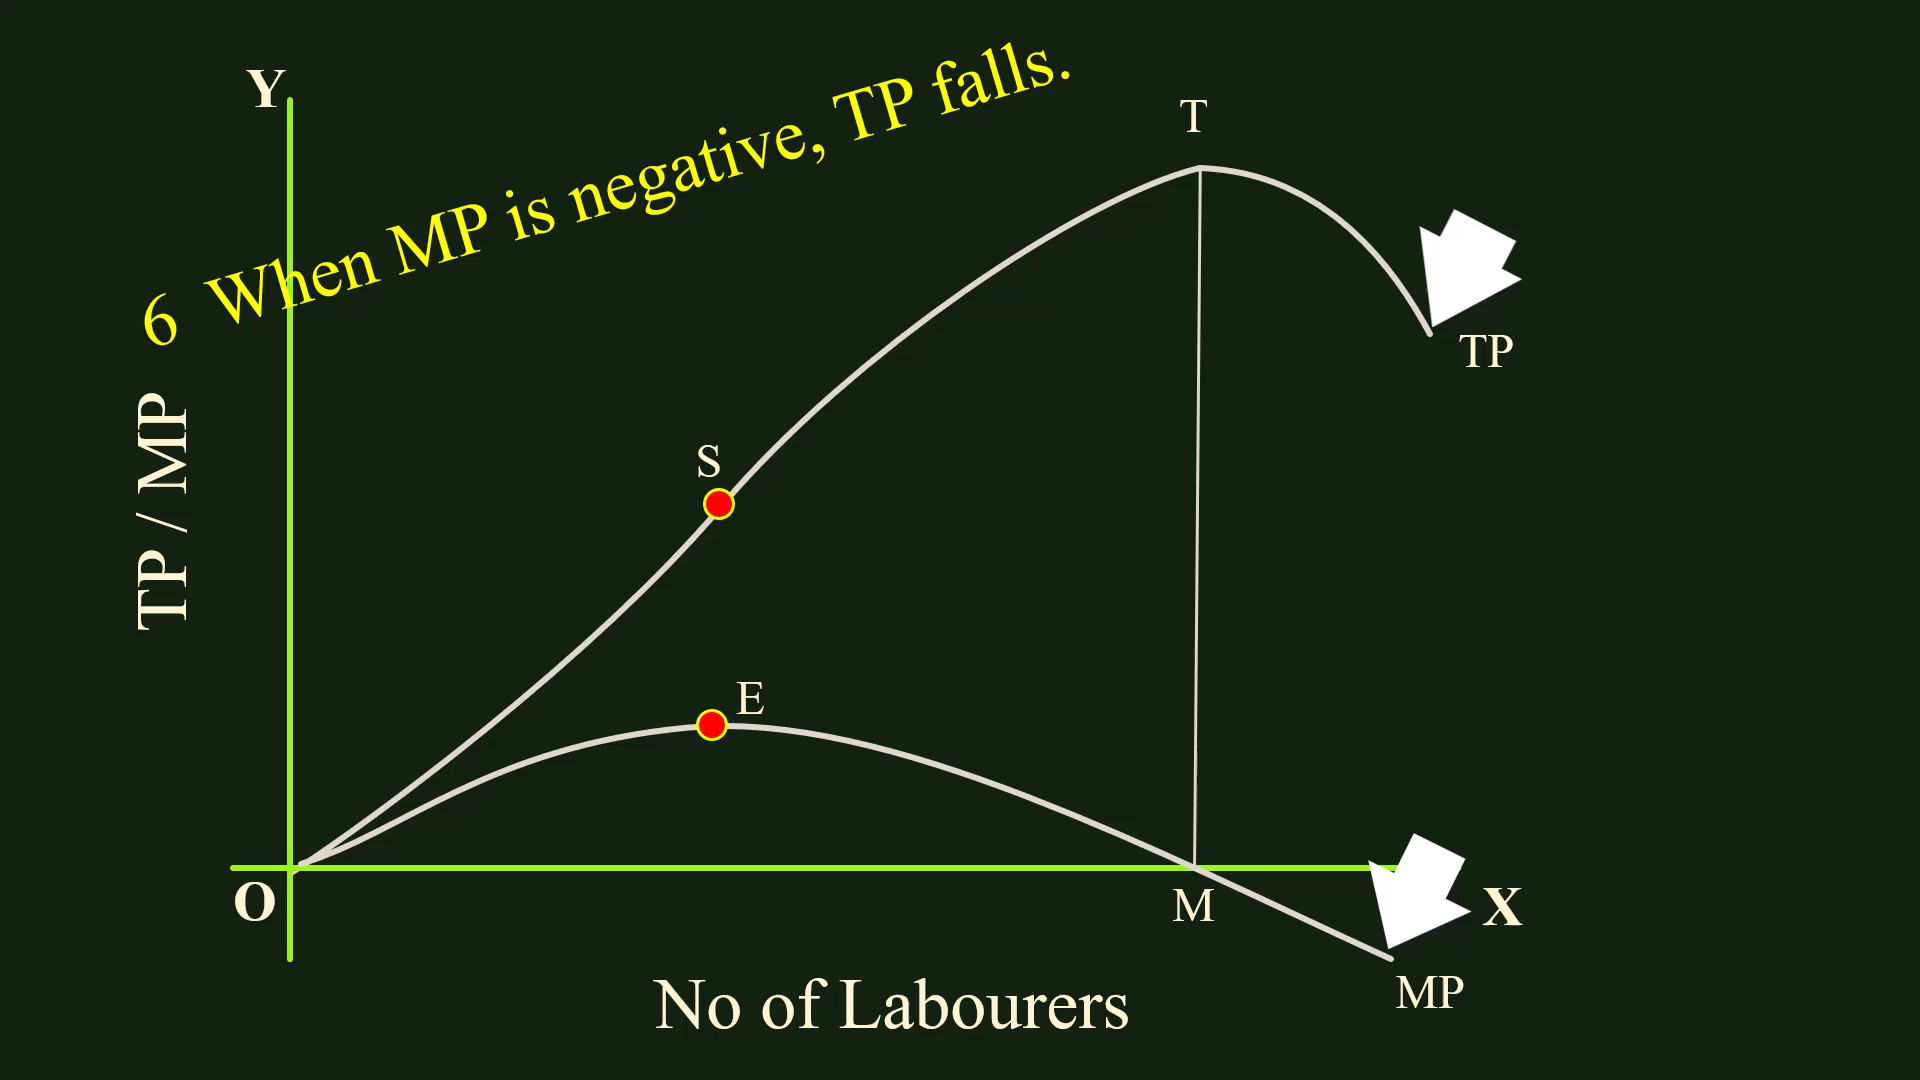 Y
6 When MP is negative, TP falls.
T
TP
TP / MP
S
E
O
M
X
MP
No of Labourers